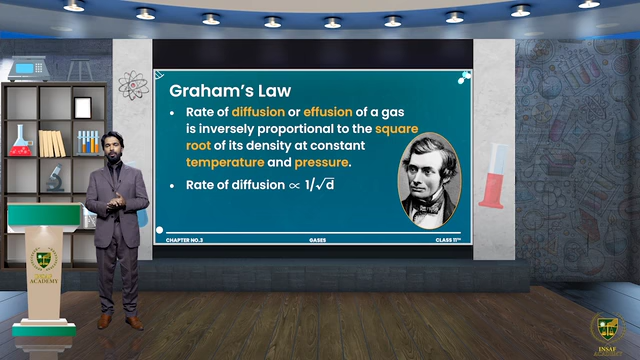 Graham's Law
• Rate of diffusion or effusion of a gas
is inversely proportional to the square
root of its density at constant
temperature and pressure.
• Rate of diffusion ∝ 1/√d
CHAPTER NO.3 GASES CLASS 11TH
ACADEMY
INSAF